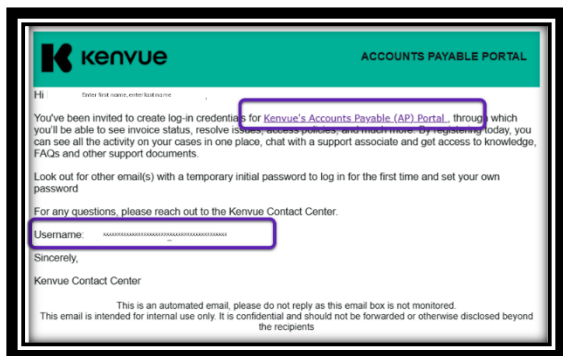 kenvue
ACCOUNTS PAYABLE PORTAL
Hi Enter first name, enter last name ,
You've been invited to create log-in credentials for Kenvue's Accounts Payable (AP) Portal , through which
you'll be able to see invoice status, resolve issues, access policies, and much more. By registering today, you
can see all the activity on your cases in one place, chat with a support associate and get access to knowledge,
FAQs and other support documents.
Look out for other email(s) with a temporary initial password to log in for the first time and set your own
password
For any questions, please reach out to the Kenvue Contact Center.
Username:
Sincerely,
Kenvue Contact Center
This is an automated email, please do not reply as this email box is not monitored.
This email is intended for internal use only. It is confidential and should not be forwarded or otherwise disclosed beyond
the recipients